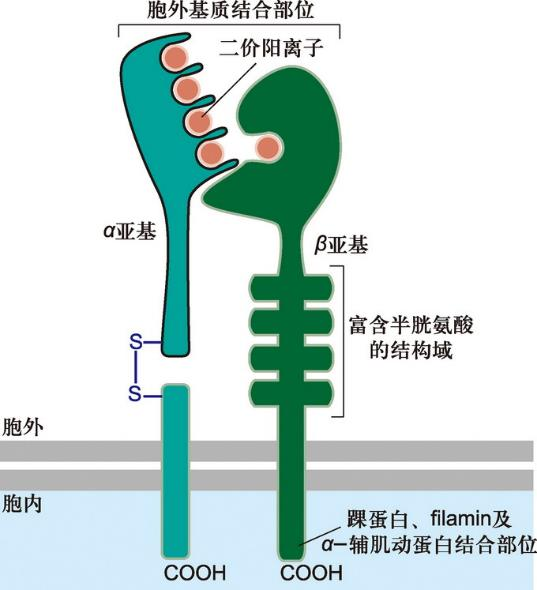 胞外基质结合部位
二价阳离子
α亚基
β亚基
富含半胱氨酸
的结构域
S
S
胞外
胞内
踝蛋白、filamin及
α-辅肌动蛋白结合部位
COOH
COOH